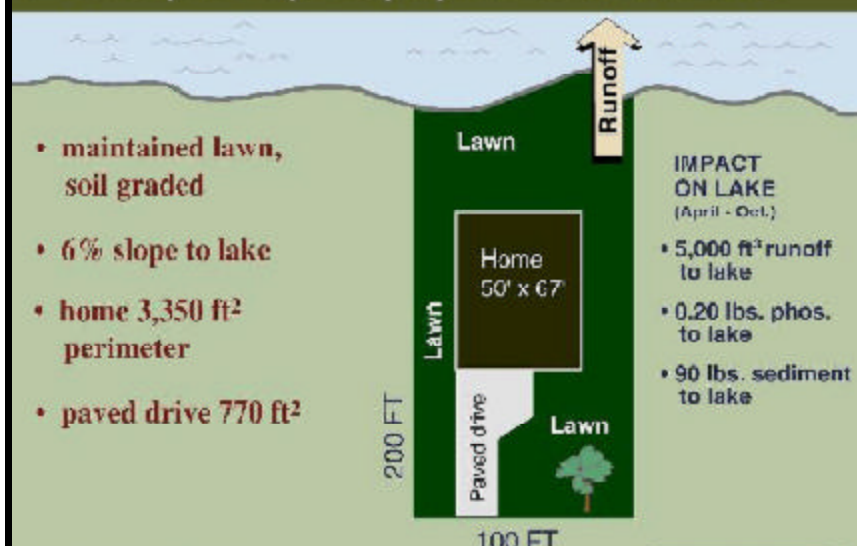 • maintained lawn,
soil graded
• 6% slope to lake
• home 3,350 ft²
perimeter
• paved drive 770 ft²
Runoff
Lawn
Home
50' x 67'
Lawn
Paved drive
Lawn
200 FT
100 FT
IMPACT
ON LAKE
(April - Oct.)
• 5,000 ft³ runoff
to lake
• 0.20 lbs. phos.
to lake
• 90 lbs. sediment
to lake